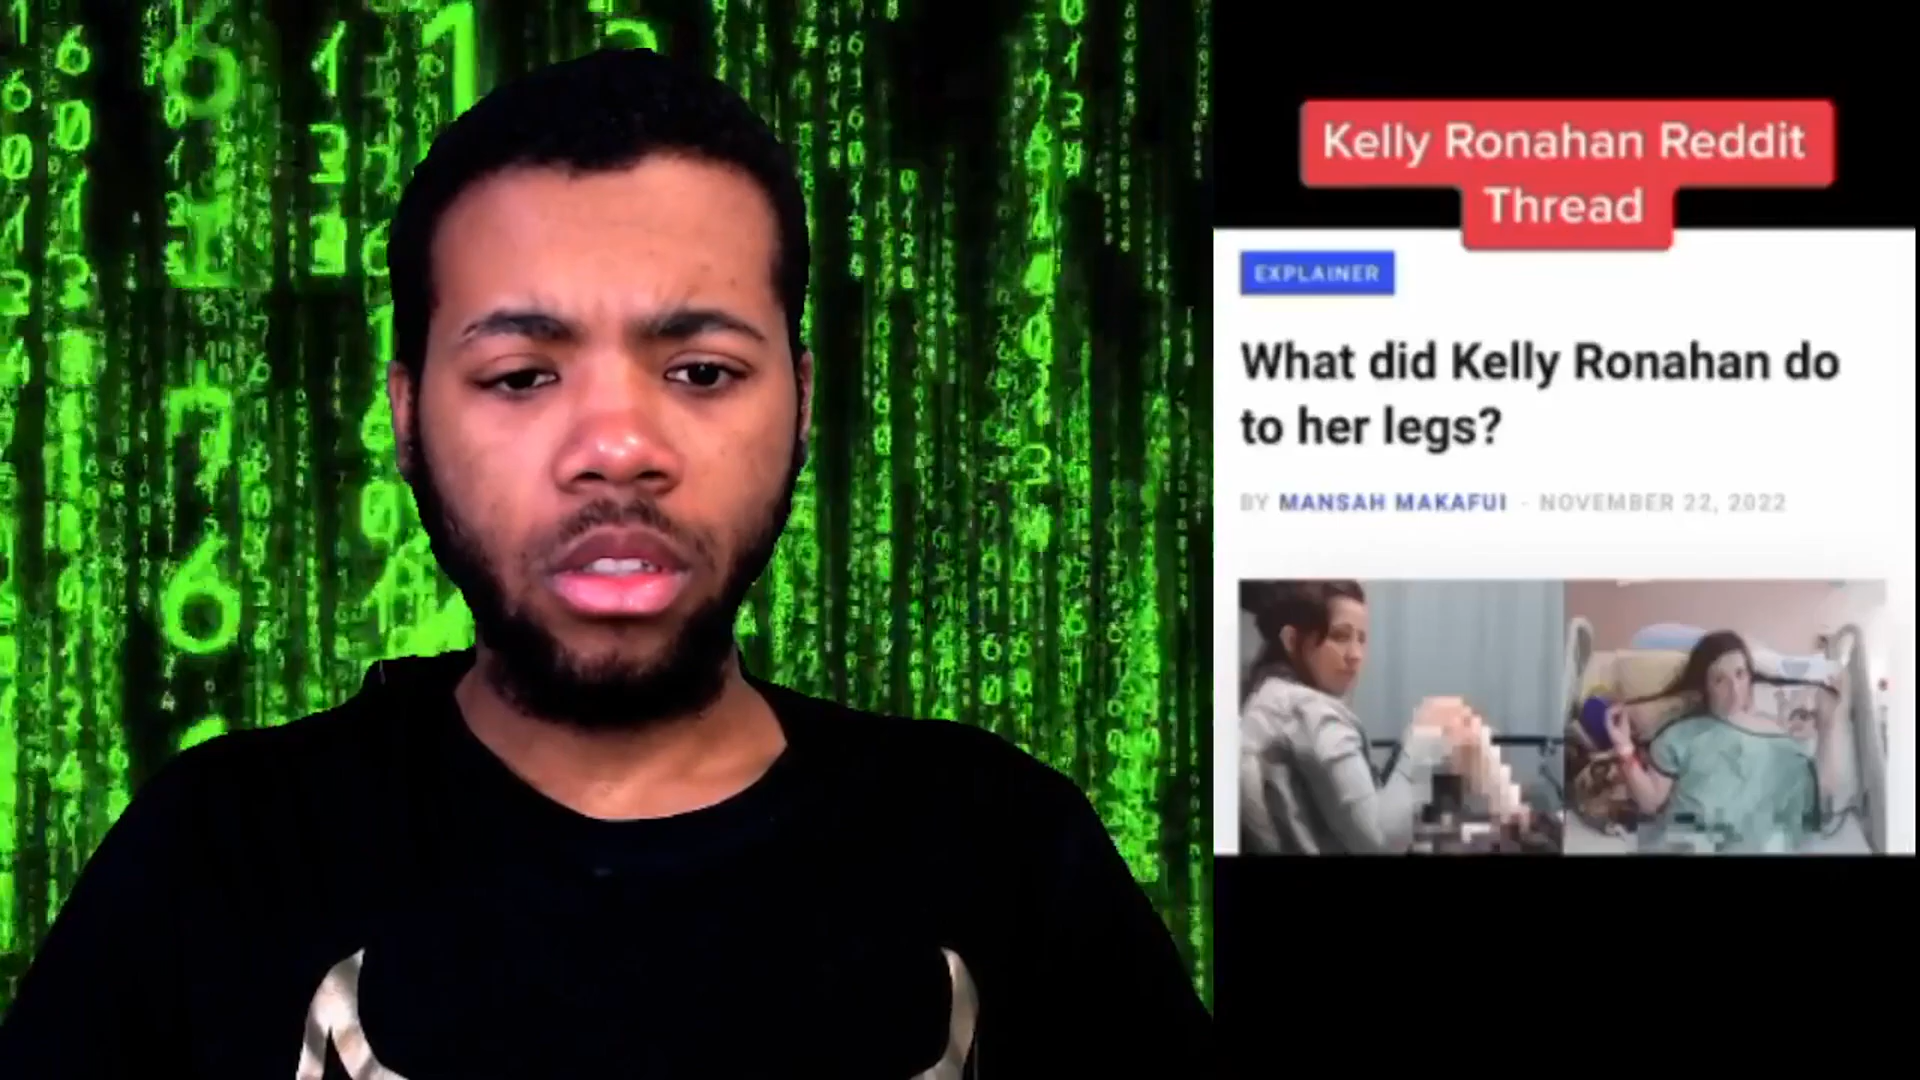 Kelly Ronahan Reddit
Thread
EXPLAINER
What did Kelly Ronahan do
to her legs?
BY MANSAH MAKAFUI - NOVEMBER 22, 2022